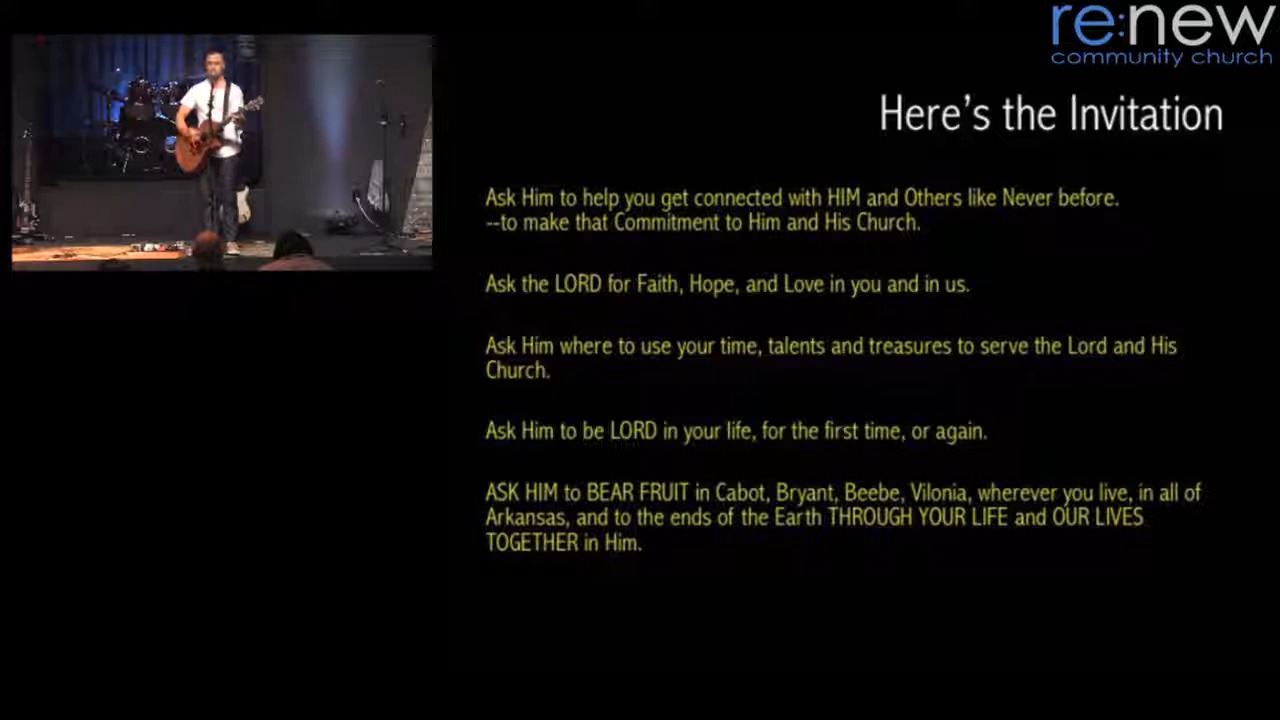 re:new
community church
Here's the Invitation
Ask Him to help you get connected with HIM and Others like Never before.
--to make that Commitment to Him and His Church.
Ask the LORD for Faith, Hope, and Love in you and in us.
Ask Him where to use your time, talents and treasures to serve the Lord and His
Church.
Ask Him to be LORD in your life, for the first time, or again.
ASK HIM to BEAR FRUIT in Cabot, Bryant, Beebe, Vilonia, wherever you live, in all of
Arkansas, and to the ends of the Earth THROUGH YOUR LIFE and OUR LIVES
TOGETHER in Him.